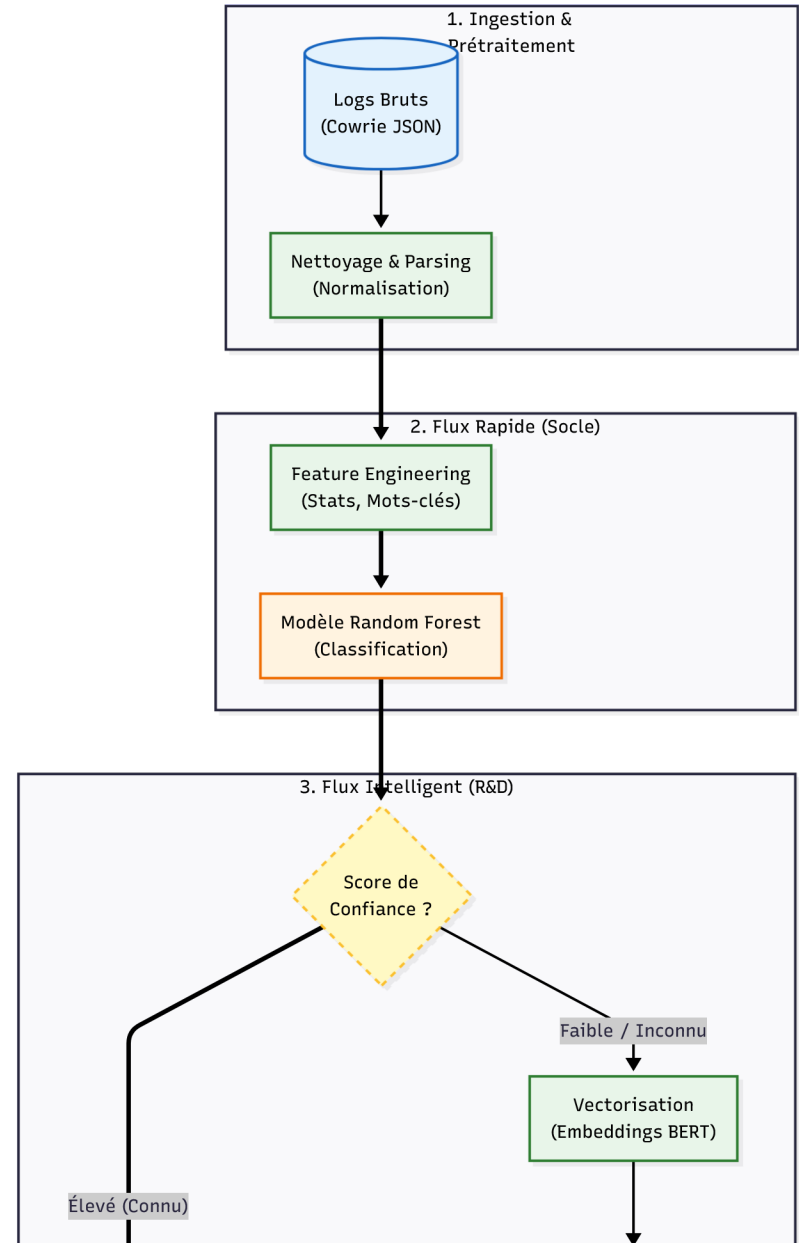 1. Ingestion &
Prétraitement
Logs Bruts
(Cowrie JSON)
Nettoyage & Parsing
(Normalisation)
2. Flux Rapide (Socle)
Feature Engineering
(Stats, Mots-clés)
Modèle Random Forest
(Classification)
3. Flux Intelligent (R&D)
Score de
Confiance ?
Faible / Inconnu
Vectorisation
(Embeddings BERT)
Élevé (Connu)